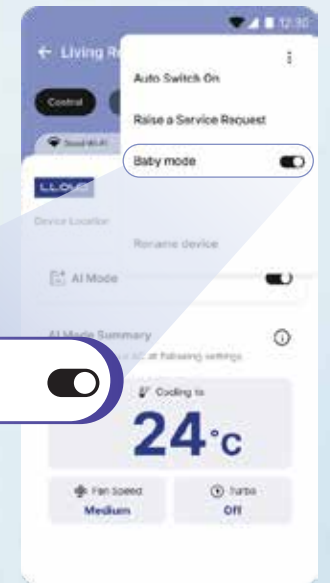 12:30
← Living R
Auto Switch On
Control
Raise a Service Request
Good Wi-Fi
Baby mode
LLOYD
Device Location
Rename device
AI Mode
AI Mode Summary
at following settings
Cooling to
24°C
Fan Speed
Turbo
Medium
Off